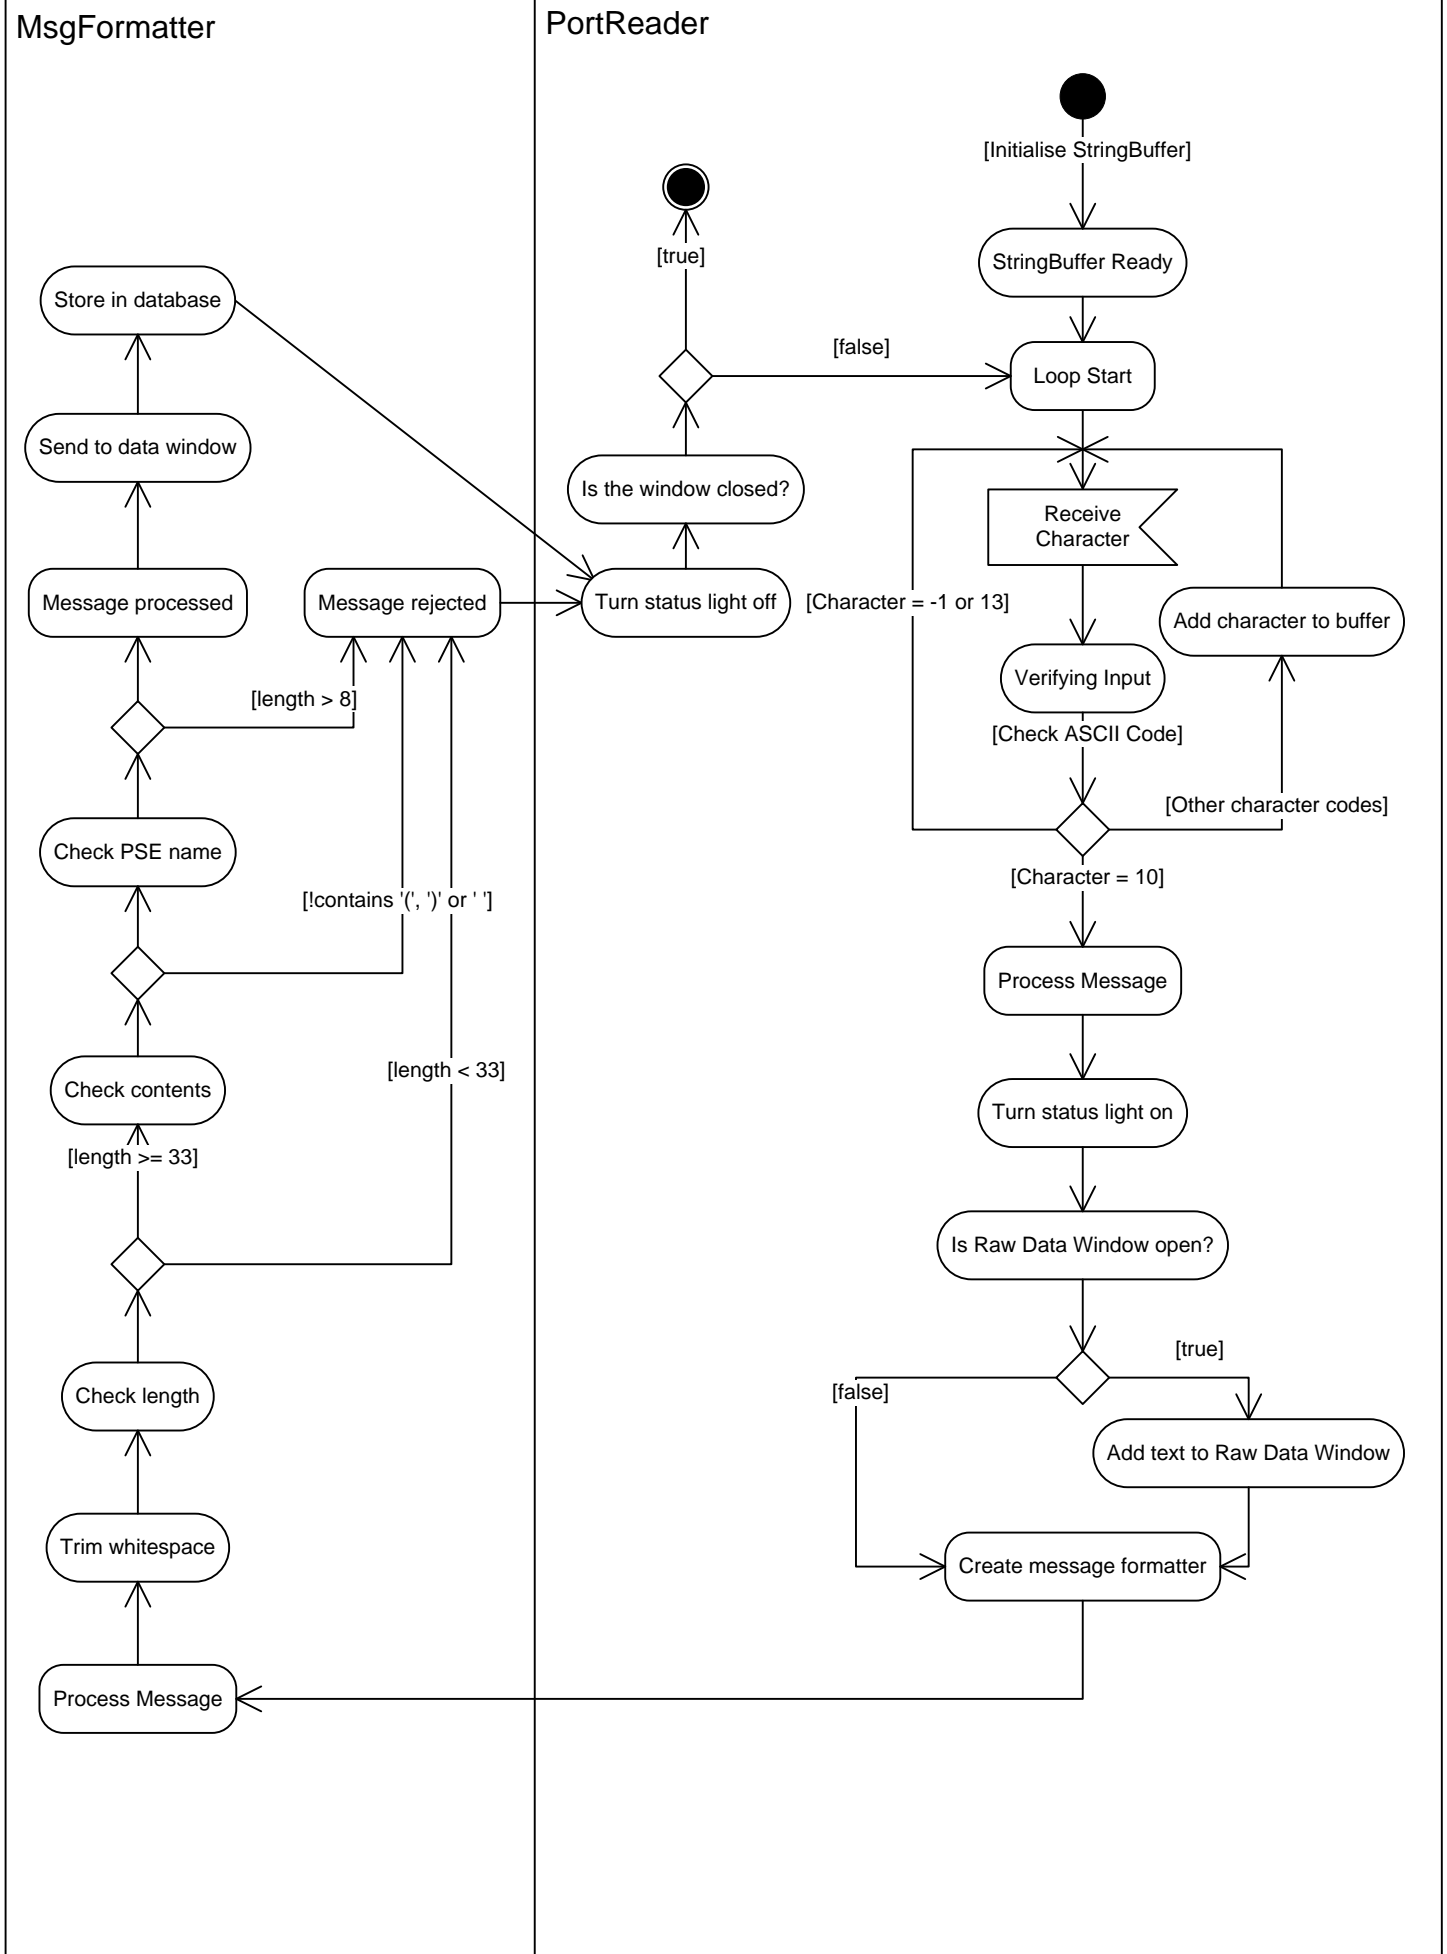 MsgFormatter
PortReader
[Initialise StringBuffer]
[true]
StringBuffer Ready
Store in database
[false]
Loop Start
Send to data window
Is the window closed?
Receive
Character
Message processed
Message rejected
Turn status light off
[Character = -1 or 13]
Add character to buffer
Verifying Input
[length > 8]
[Check ASCII Code]
[Other character codes]
Check PSE name
[Character = 10]
[!contains '(', ')' or ' ']
Process Message
[length < 33]
Check contents
Turn status light on
[length >= 33]
Is Raw Data Window open?
[true]
[false]
Check length
Add text to Raw Data Window
Trim whitespace
Create message formatter
Process Message